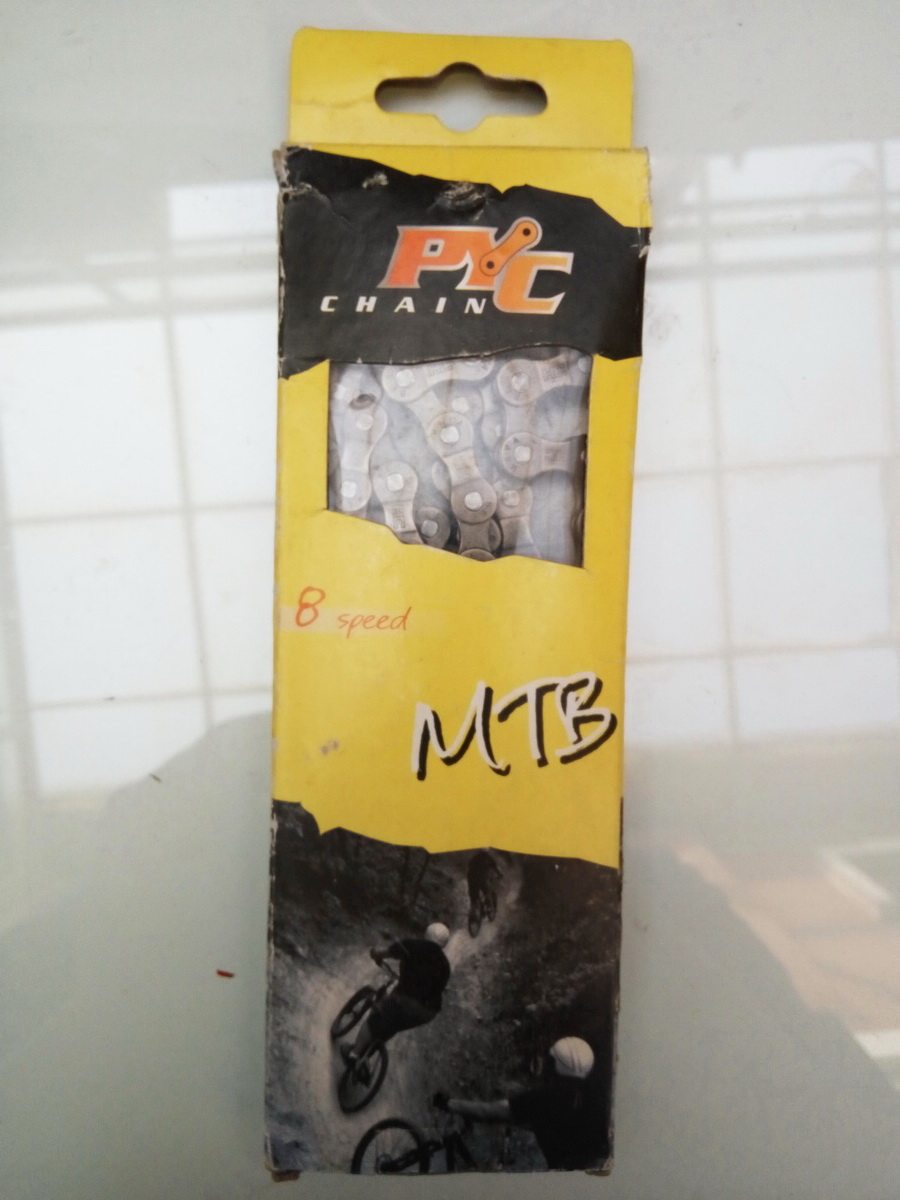 PYC
CHAIN
8 speed
MTB